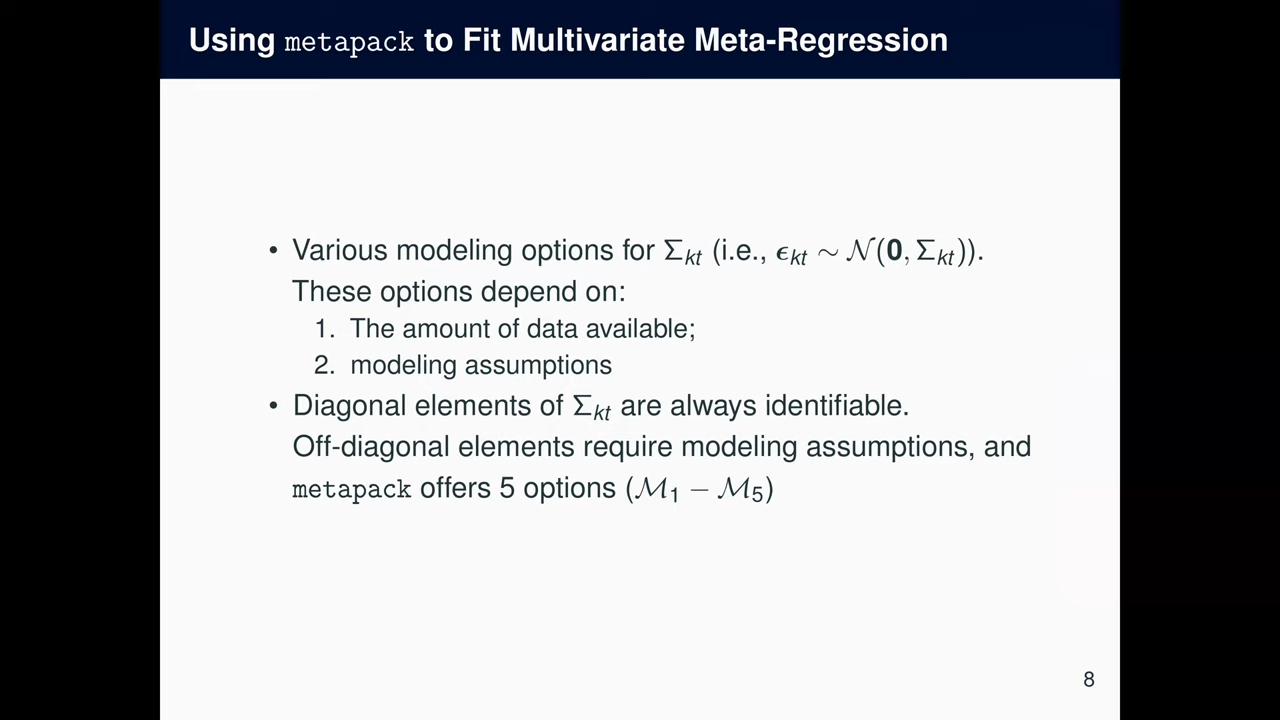 Using metapack to Fit Multivariate Meta-Regression
• Various modeling options for Σ_kt (i.e., ϵ_kt ∼ 𝒩(𝟎, Σ_kt)).
These options depend on:
1. The amount of data available;
2. modeling assumptions
• Diagonal elements of Σ_kt are always identifiable.
Off-diagonal elements require modeling assumptions, and
metapack offers 5 options (ℳ₁ − ℳ₅)
8